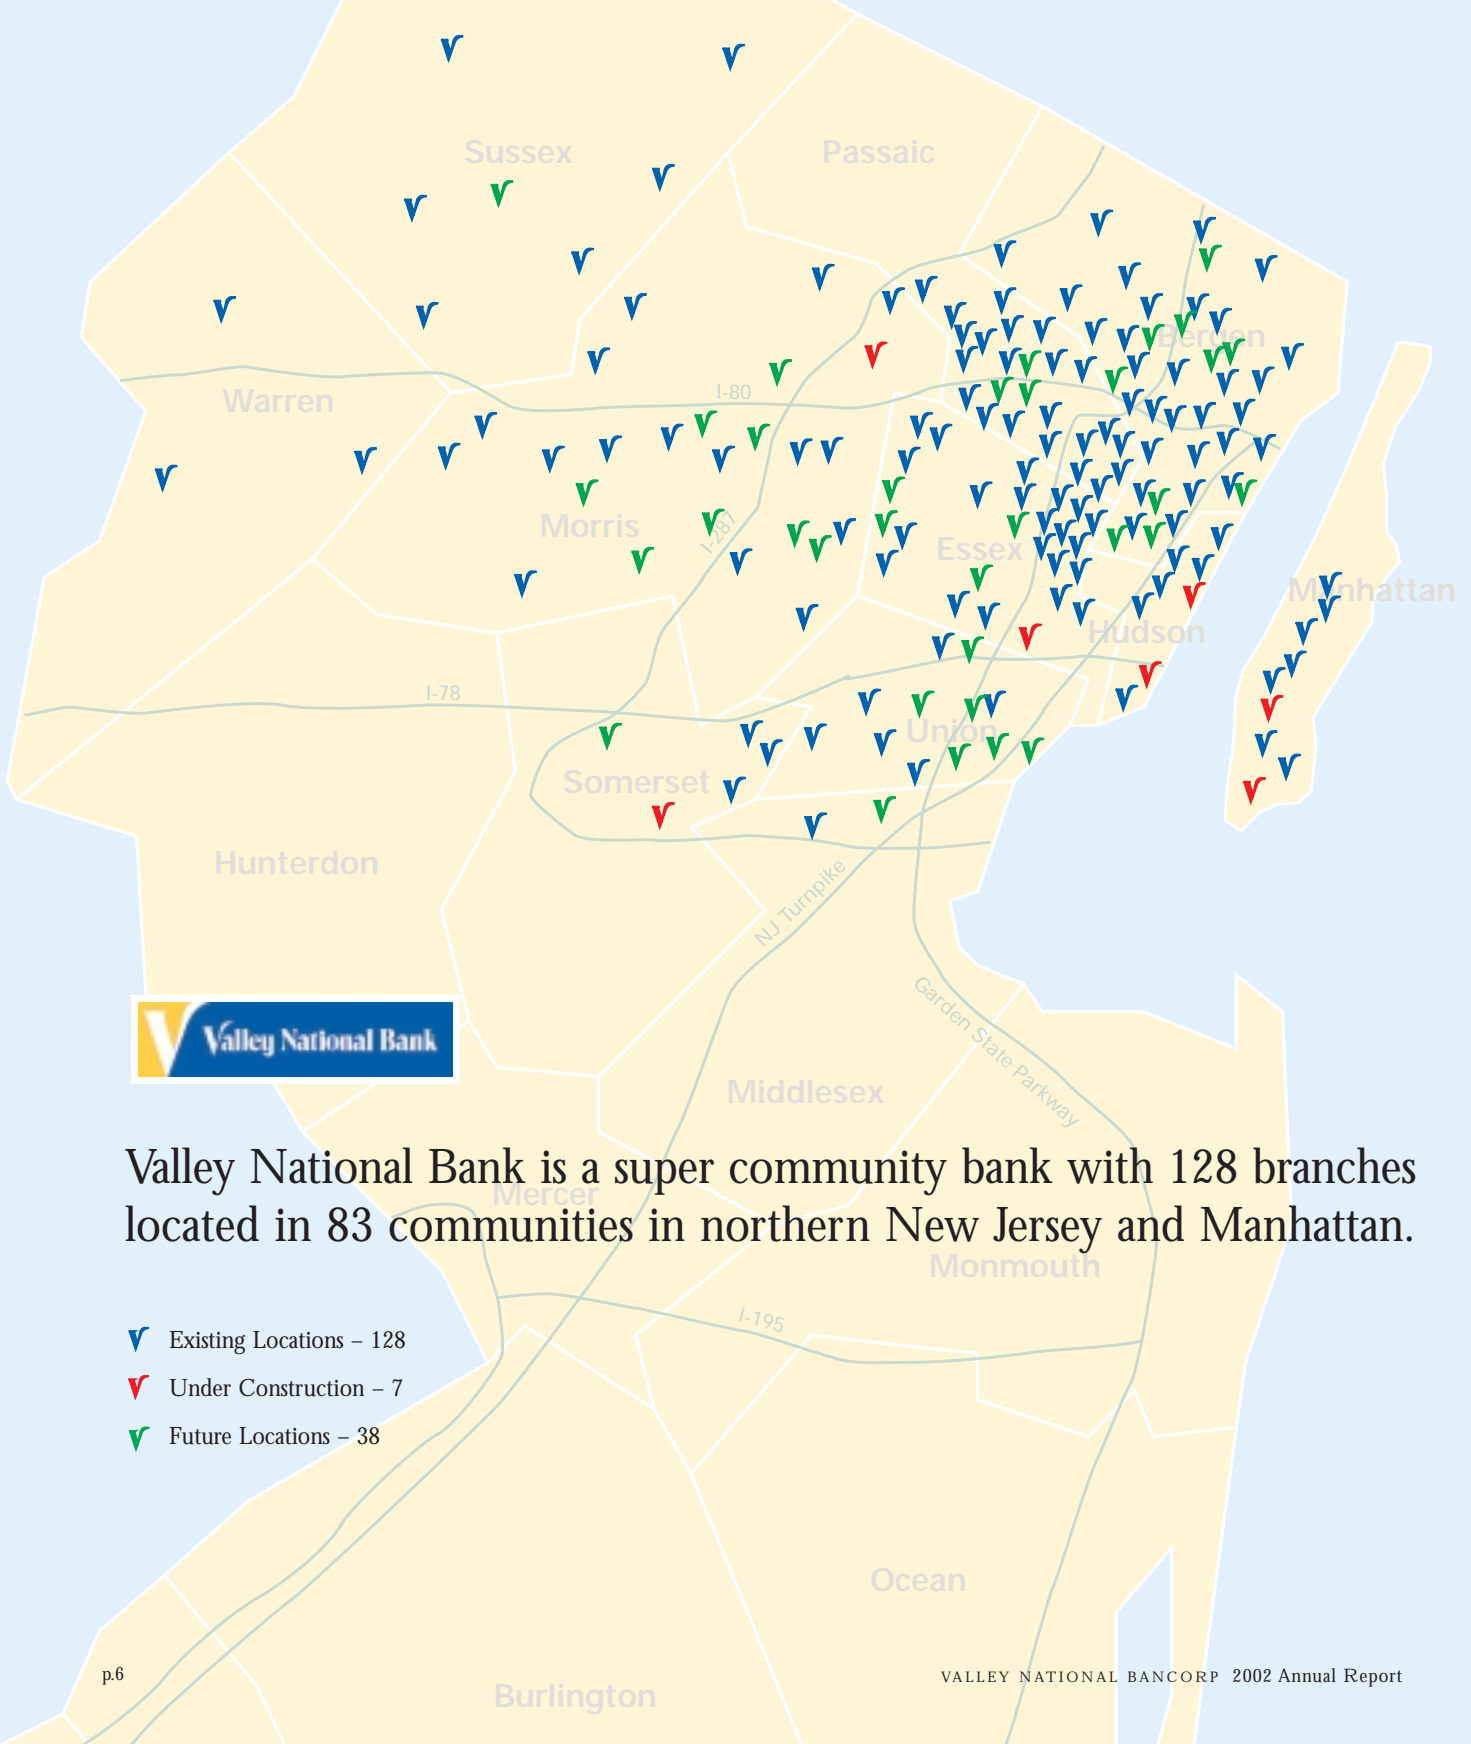 Sussex
Passaic
Bergen
I-80
Warren
Morris
I-287
Essex
Manhattan
Hudson
I-78
Union
Somerset
Hunterdon
NJ Turnpike
Garden State Parkway
Valley National Bank
Middlesex
Valley National Bank is a super community bank with 128 branches
located in 83 communities in northern New Jersey and Manhattan.
Mercer
Monmouth
I-195
Existing Locations – 128
Under Construction – 7
Future Locations – 38
Ocean
Burlington
p.6
VALLEY NATIONAL BANCORP 2002 Annual Report